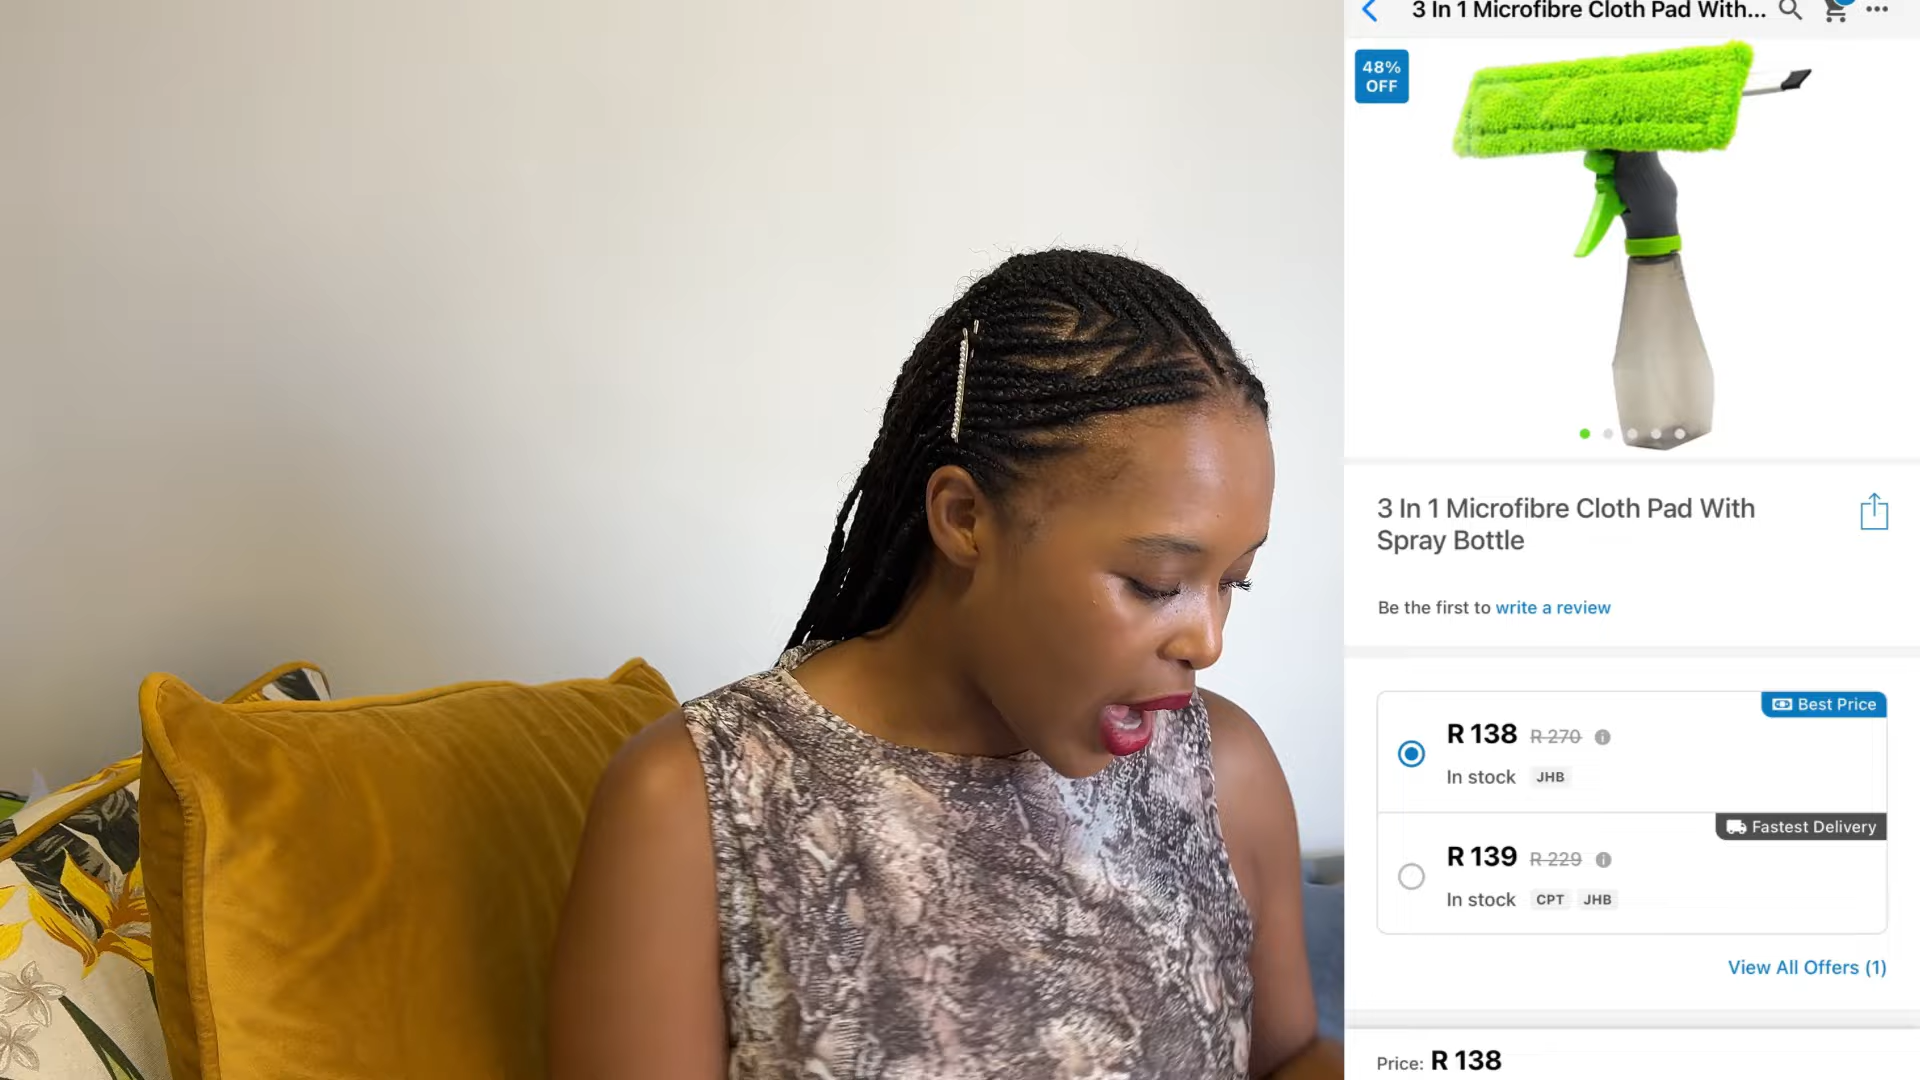 3 In 1 Microfibre Cloth Pad With...
48%
OFF
3 In 1 Microfibre Cloth Pad With
Spray Bottle
Be the first to write a review
Best Price
R 138 R 270
In stock JHB
Fastest Delivery
R 139 R 229
In stock CPT JHB
View All Offers (1)
Price: R 138